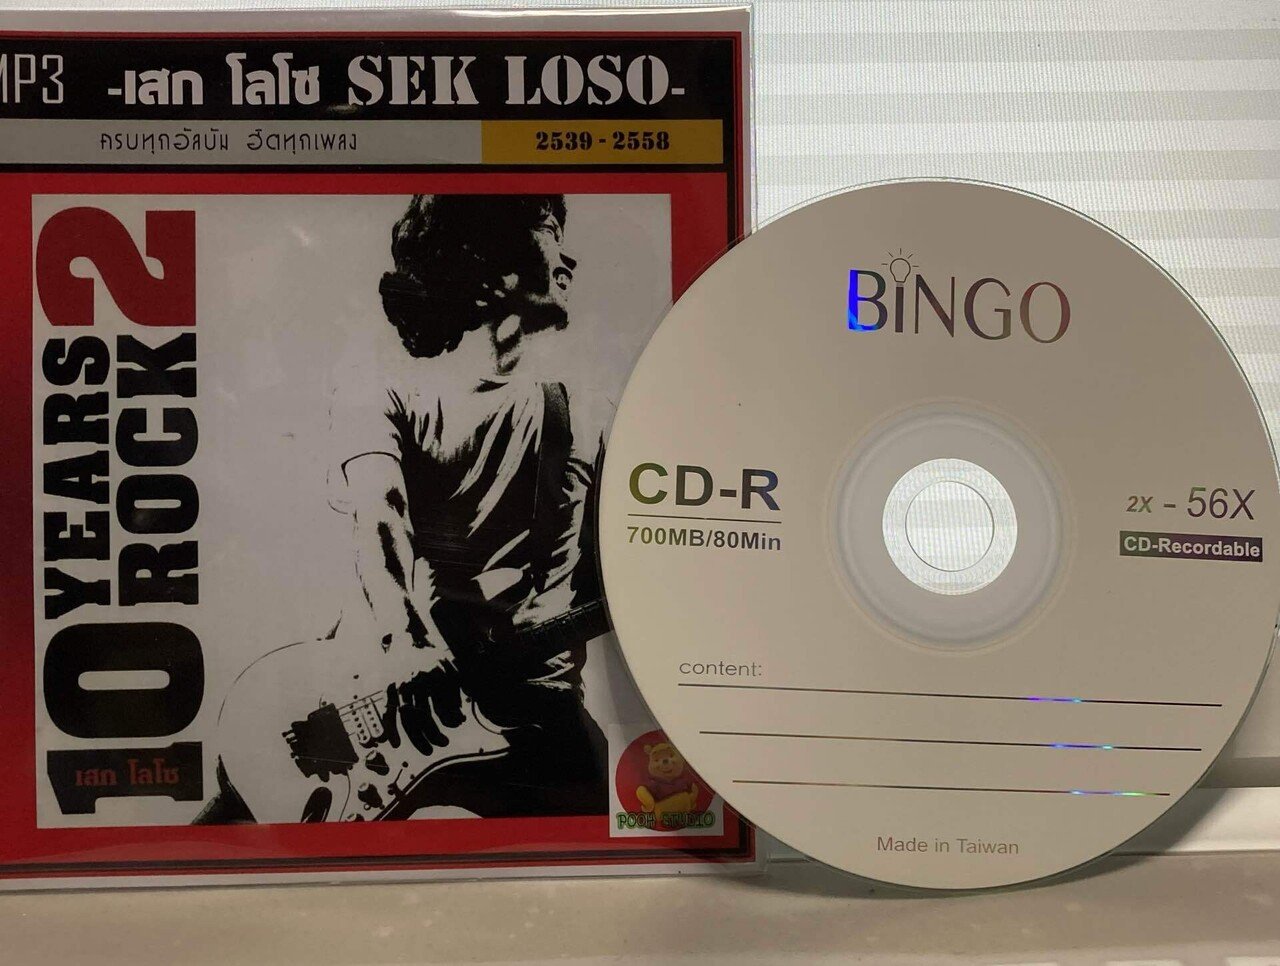 MP3 -เสก โลโซ SEK LOSO-
ครบทุกอัลบัม ฮิตทุกเพลง 2539 - 2558
10 YEARS ROCK 2
เสก โลโซ
POOH STUDIO
BiNGO
CD-R
700MB/80Min
2X - 56X
CD-Recordable
content:
Made in Taiwan